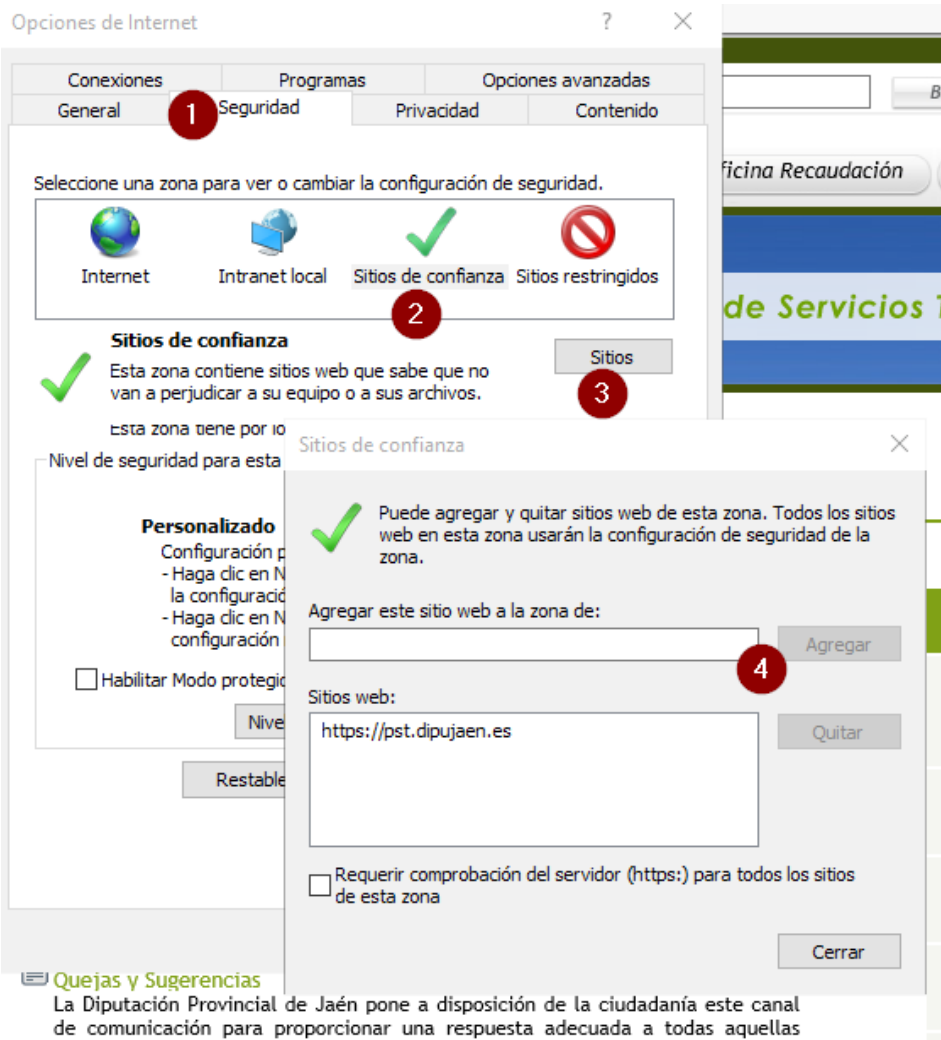 Opciones de Internet
Conexiones Programas Opciones avanzadas
General 1 Seguridad Privacidad Contenido
Seleccione una zona para ver o cambiar la configuración de seguridad.
Internet Intranet local Sitios de confianza Sitios restringidos
2
Sitios de confianza
Sitios
Esta zona contiene sitios web que sabe que no
van a perjudicar a su equipo o a sus archivos.
3
Esta zona tiene por lo
Nivel de seguridad para esta
Personalizado
Configuración p
- Haga clic en N
la configuració
- Haga clic en N
configuración
Habilitar Modo protegid
Nive
Restable
Sitios de confianza
Puede agregar y quitar sitios web de esta zona. Todos los sitios
web en esta zona usarán la configuración de seguridad de la
zona.
Agregar este sitio web a la zona de:
Agregar
4
Sitios web:
https://pst.dipujaen.es
Quitar
Requerir comprobación del servidor (https:) para todos los sitios
de esta zona
Cerrar
B
ficina Recaudación
de Servicios
Quejas y Sugerencias
La Diputación Provincial de Jaén pone a disposición de la ciudadanía este canal
de comunicación para proporcionar una respuesta adecuada a todas aquellas